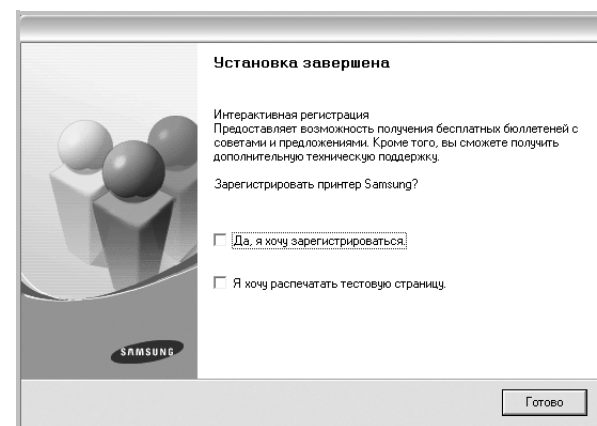 Установка завершена
Интерактивная регистрация
Предоставляет возможность получения бесплатных бюллетеней с
советами и предложениями. Кроме того, вы сможете получить
дополнительную техническую поддержку.
Зарегистрировать принтер Samsung?
Да, я хочу зарегистрироваться.
Я хочу распечатать тестовую страницу.
SAMSUNG
Готово